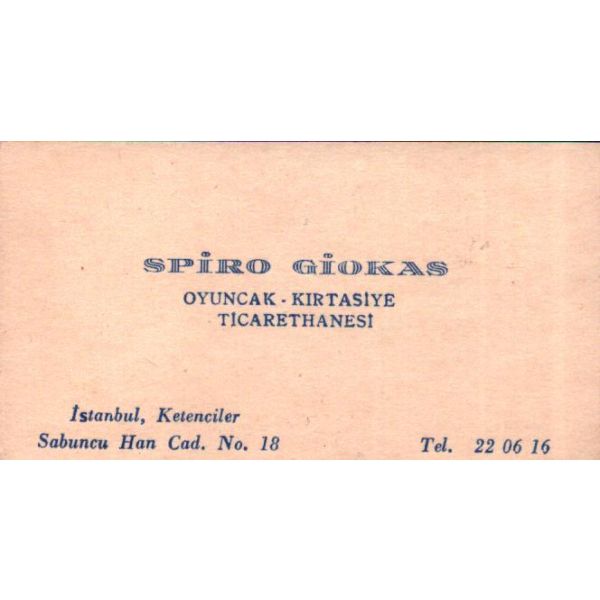 SPİRO GİOKAS
OYUNCAK - KIRTASİYE
TİCARETHANESİ
İstanbul, Ketenciler
Sabuncu Han Cad. No. 18
Tel. 22 06 16